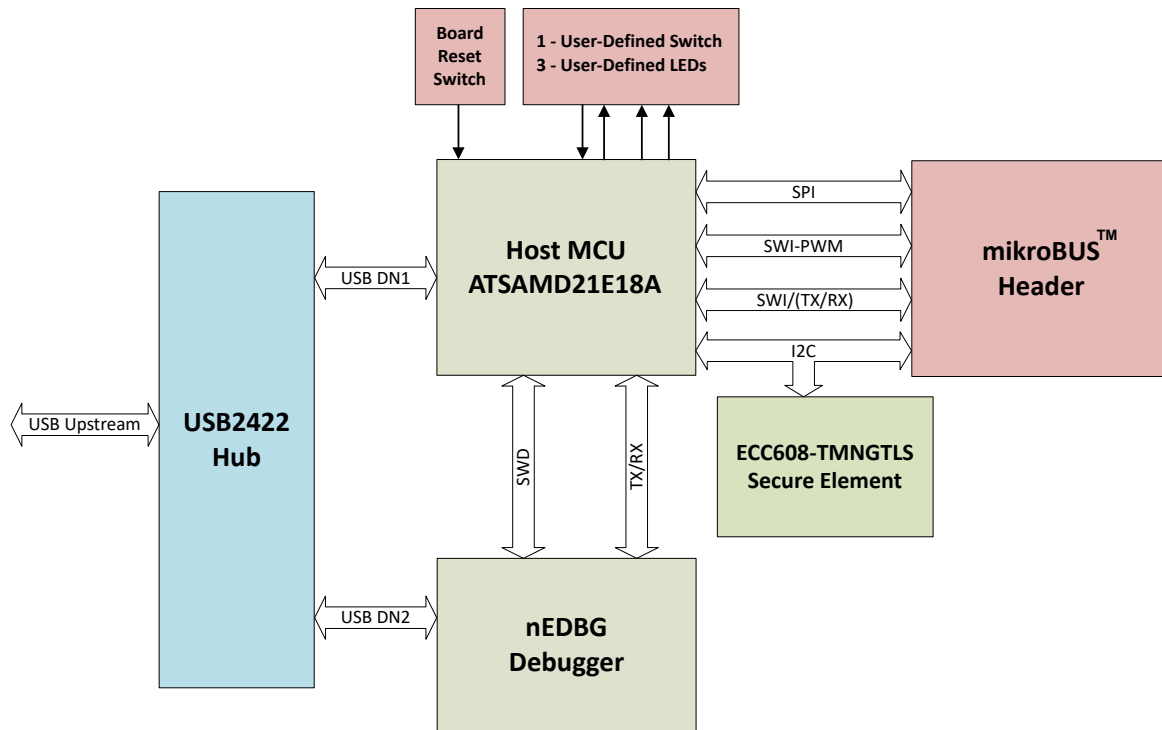 Board
Reset
Switch
1 - User-Defined Switch
3 - User-Defined LEDs
Host MCU
ATSAMD21E18A
SPI
SWI-PWM
SWI/(TX/RX)
I2C
mikroBUS™
Header
USB DN1
USB Upstream
USB2422
Hub
SWD
TX/RX
ECC608-TMNGTLS
Secure Element
USB DN2
nEDBG
Debugger